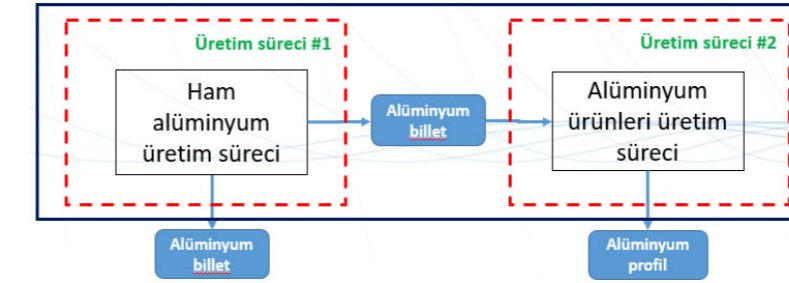 Üretim süreci #1
Ham
alüminyum
üretim süreci
Alüminyum
billet
Üretim süreci #2
Alüminyum
ürünleri üretim
süreci
Alüminyum
billet
Alüminyum
profil